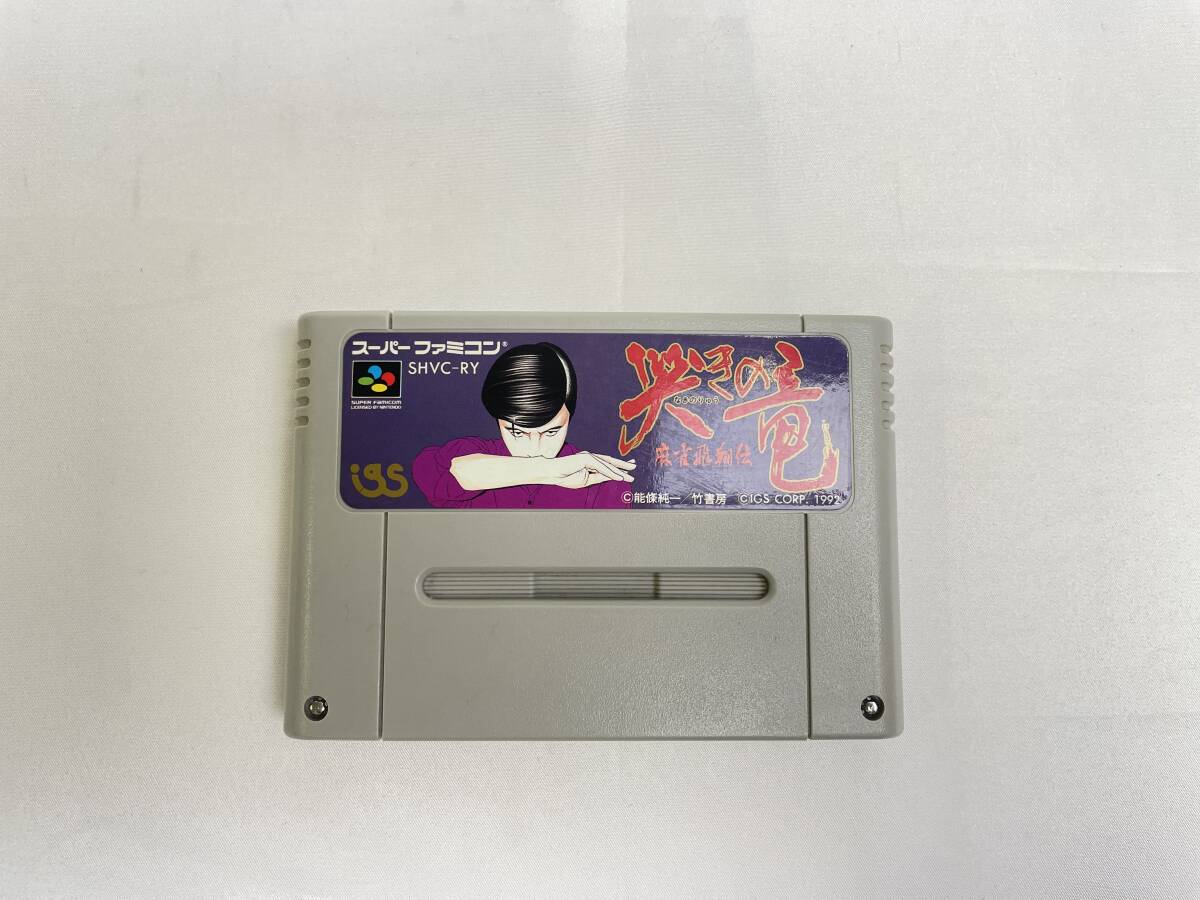 スーパーファミコン®
SHVC-RY
SUPER FAMICOM
LICENSED BY NINTENDO
igs
哭きの竜
なきのりゅう
麻雀飛翔伝
©能條純一/竹書房 ©IGS CORP. 1992